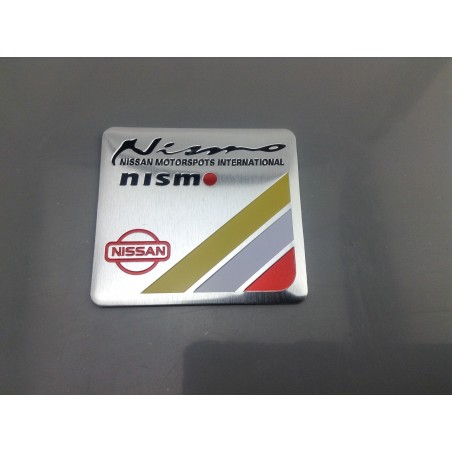 Nismo
NISSAN MOTORSPOTS INTERNATIONAL
nismo
NISSAN